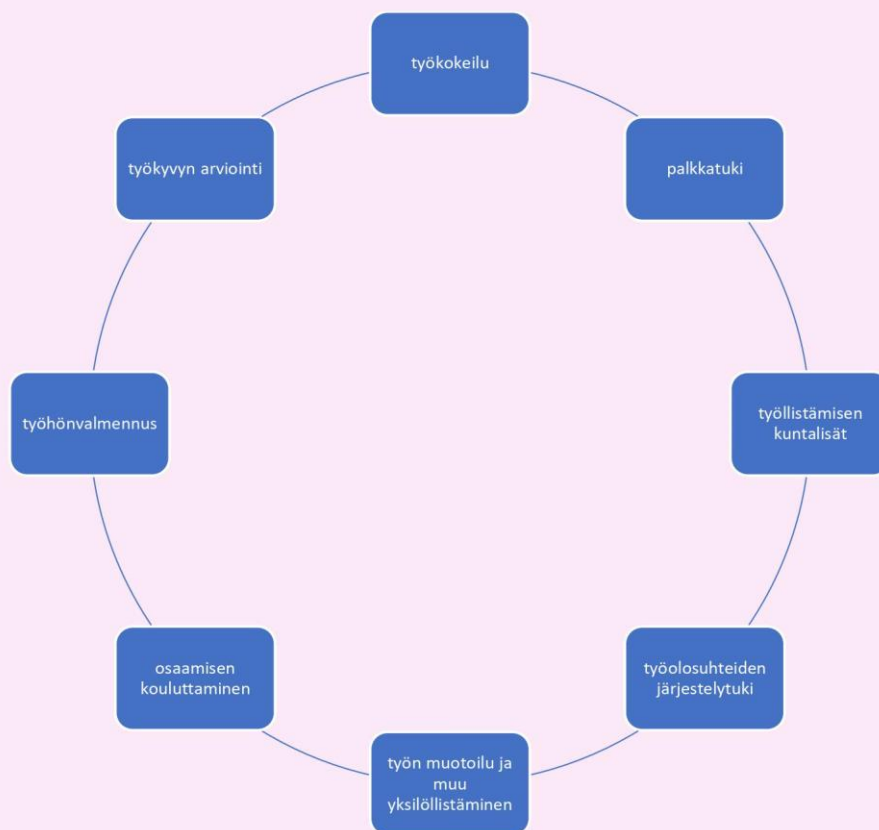 työkokeilu
palkkatuki
työllistämisen
kuntalisät
työolosuhteiden
järjestelytuki
työn muotoilu ja
muu
yksilöllistäminen
osaamisen
kouluttaminen
työhönvalmennus
työkyvyn arviointi